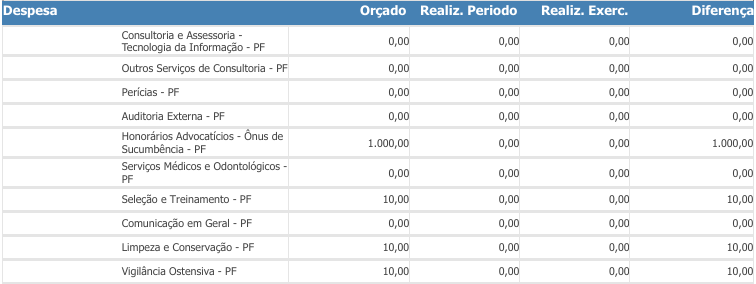 Despesa Orçado Realiz. Periodo Realiz. Exerc. Diferença
Consultoria e Assessoria -
Tecnologia da Informação - PF 0,00 0,00 0,00 0,00
Outros Serviços de Consultoria - PF 0,00 0,00 0,00 0,00
Perícias - PF 0,00 0,00 0,00 0,00
Auditoria Externa - PF 0,00 0,00 0,00 0,00
Honorários Advocatícios - Ônus de
Sucumbência - PF 1.000,00 0,00 0,00 1.000,00
Serviços Médicos e Odontológicos -
PF 0,00 0,00 0,00 0,00
Seleção e Treinamento - PF 10,00 0,00 0,00 10,00
Comunicação em Geral - PF 0,00 0,00 0,00 0,00
Limpeza e Conservação - PF 10,00 0,00 0,00 10,00
Vigilância Ostensiva - PF 10,00 0,00 0,00 10,00